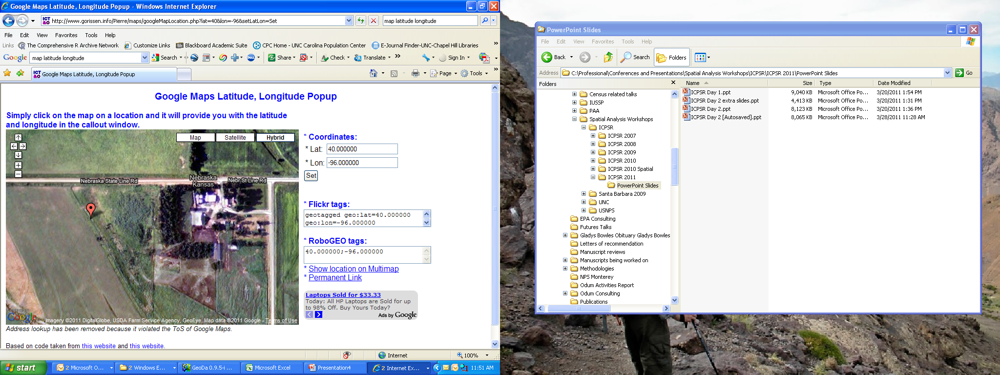 Google Maps Latitude, Longitude Popup - Windows Internet Explorer
http://www.gorissen.info/Pierre/maps/googleMapLocation.php?lat=40&lon=-96&setLatLon=Set
map latitude longitude
File Edit View Favorites Tools Help
Links The Comprehensive R Archive Network Customize Links Blackboard Academic Suite CPC Home - UNC Carolina Population Center E-Journal Finder-UNC-Chapel Hill Libraries
Google map latitude longitude Search Share Check Translate Sign In
Google Maps Latitude, Longitude Popup
Page Tools
Google Maps Latitude, Longitude Popup
Simply click on the map on a location and it will provide you with the latitude
and longitude in the callout window.
Map Satellite Hybrid
Nebraska State Line Rd
Nebraska
Kansas
Nebr St Line Rd
POWERED BY
Google
Imagery ©2011 DigitalGlobe, USDA Farm Service Agency, GeoEye, Map data ©2011 Google - Terms of Use
* Coordinates:
* Lat: 40.000000
* Lon: -96.000000
Set
* Flickr tags:
geotagged geo:lat=40.000000
geo:lon=-96.000000
* RoboGEO tags:
40.000000;-96.000000
* Show location on Multimap
* Permanent Link
Laptops Sold for $33.33
Today: All HP Laptops are Sold for up
to 98% Off. Buy Yours Today?
Ads by Google
Address lookup has been removed because it violated the ToS of Google Maps.
Based on code taken from this website and this website.
Internet 100%
start 2 Microsoft O... 2 Windows E... GeoDa 0.9.5-i ... Microsoft Excel Presentation4 2 Internet Ex... 11:51 AM
PowerPoint Slides
File Edit View Favorites Tools Help
Back Search Folders
Address C:\Professional\Conferences and Presentations\Spatial Analysis Workshops\ICPSR\ICPSR 2011\PowerPoint Slides Go
Folders
Census related talks
IUSSP
PAA
Spatial Analysis Workshops
ICPSR
ICPSR 2007
ICPSR 2008
ICPSR 2009
ICPSR 2010
ICPSR 2010 Spatial
ICPSR 2011
PowerPoint Slides
Santa Barbara 2009
UNC
USNPS
EPA Consulting
Futures Talks
Gladys Bowles Obituary Gladys Bowles
Letters of recommendation
Manuscript reviews
Manuscripts being worked on
Methodologies
NPS Monterey
Odum Activities Report
Odum Consulting
Publications
Name Size Type Date Modified
ICPSR Day 1.ppt 9,040 KB Microsoft Office Po... 3/20/2011 1:54 PM
ICPSR Day 2 extra slides.ppt 4,413 KB Microsoft Office Po... 3/20/2011 1:31 PM
ICPSR Day 2.ppt 8,123 KB Microsoft Office Po... 3/20/2011 1:36 PM
ICPSR Day 2 [Autosaved].ppt 8,065 KB Microsoft Office Po... 3/28/2011 11:28 AM